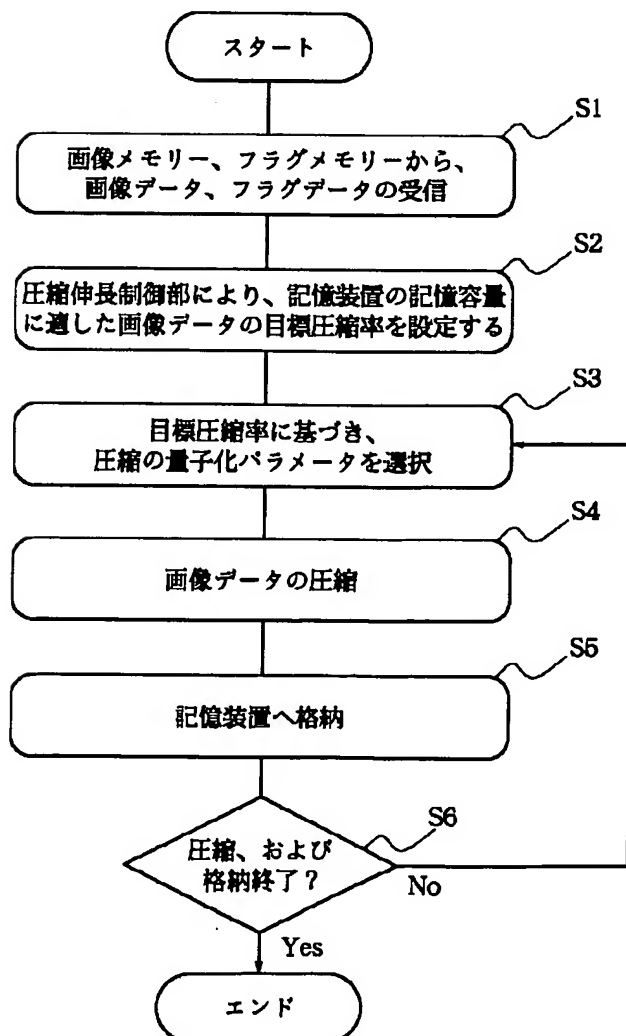 スタート
S1
画像メモリー、フラグメモリーから、
画像データ、フラグデータの受信
S2
圧縮伸長制御部により、記憶装置の記憶容量
に適した画像データの目標圧縮率を設定する
S3
目標圧縮率に基づき、
圧縮の量子化パラメータを選択
S4
画像データの圧縮
S5
記憶装置へ格納
S6
圧縮、および
格納終了?
No
Yes
エンド